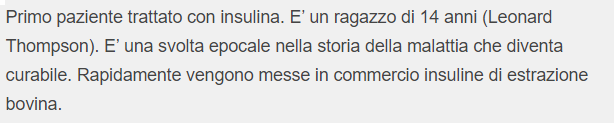 Primo paziente trattato con insulina. E’ un ragazzo di 14 anni (Leonard
Thompson). E’ una svolta epocale nella storia della malattia che diventa
curabile. Rapidamente vengono messe in commercio insuline di estrazione
bovina.